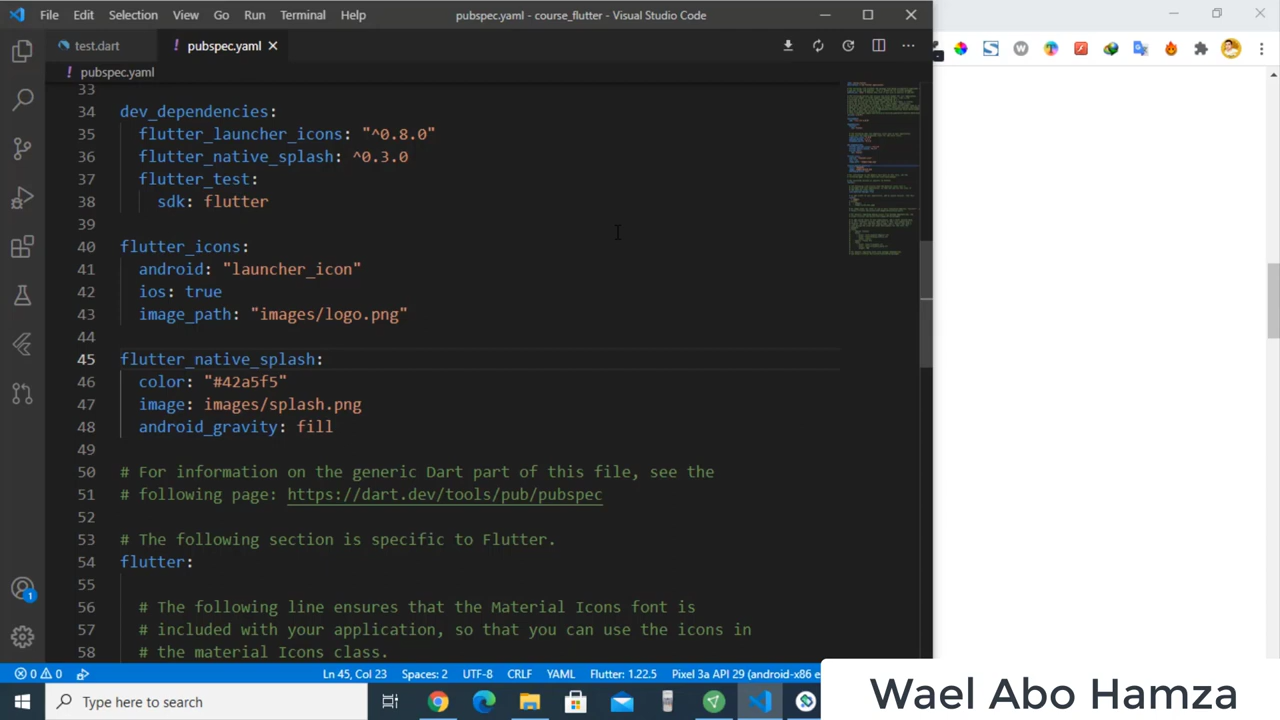 File Edit Selection View Go Run Terminal Help pubspec.yaml - course_flutter - Visual Studio Code
test.dart ! pubspec.yaml
! pubspec.yaml
33
34 dev_dependencies:
35 flutter_launcher_icons: "^0.8.0"
36 flutter_native_splash: ^0.3.0
37 flutter_test:
38 sdk: flutter
39
40 flutter_icons:
41 android: "launcher_icon"
42 ios: true
43 image_path: "images/logo.png"
44
45 flutter_native_splash:
46 color: "#42a5f5"
47 image: images/splash.png
48 android_gravity: fill
49
50 # For information on the generic Dart part of this file, see the
51 # following page: https://dart.dev/tools/pub/pubspec
52
53 # The following section is specific to Flutter.
54 flutter:
55
56 # The following line ensures that the Material Icons font is
57 # included with your application, so that you can use the icons in
58 # the material Icons class.
1
0 0 Ln 45, Col 23 Spaces: 2 UTF-8 CRLF YAML Flutter: 1.22.5 Pixel 3a API 29 (android-x86 e
Type here to search
Wael Abo Hamza